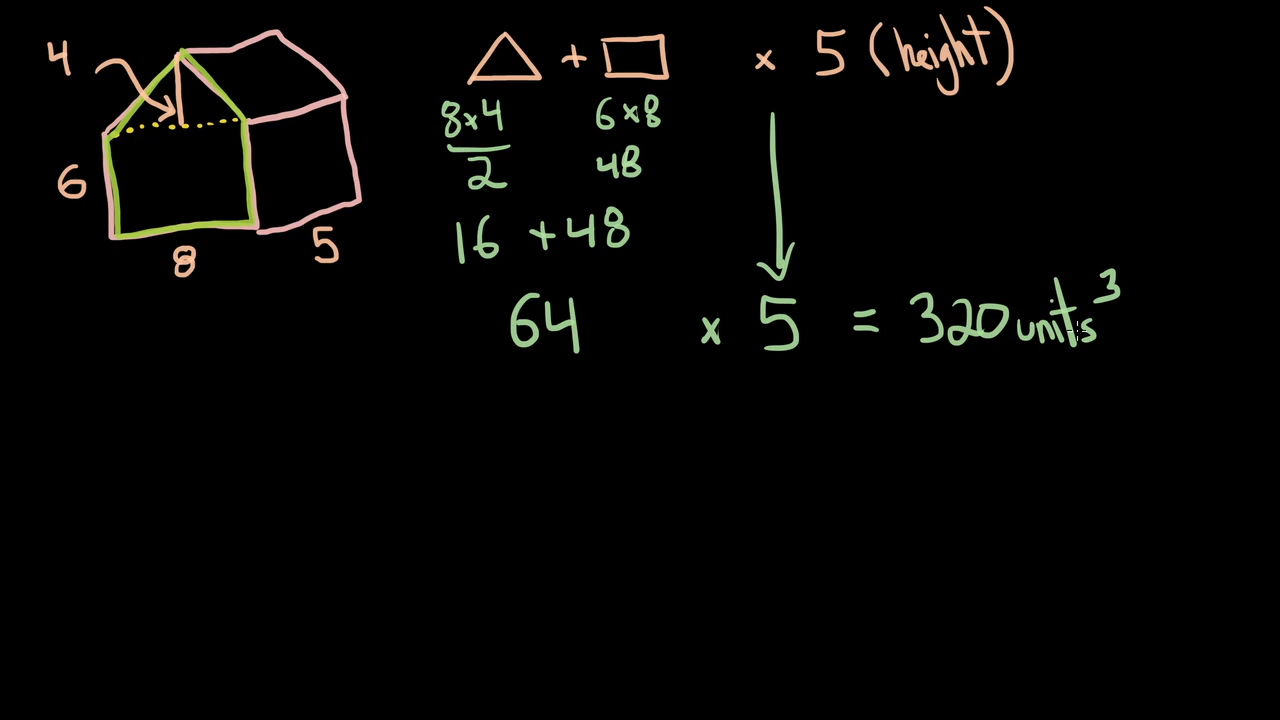 4
△ + □ × 5 (height)
8×4 6×8
2 48
6
16 + 48
8 5
64 × 5 = 320 units³